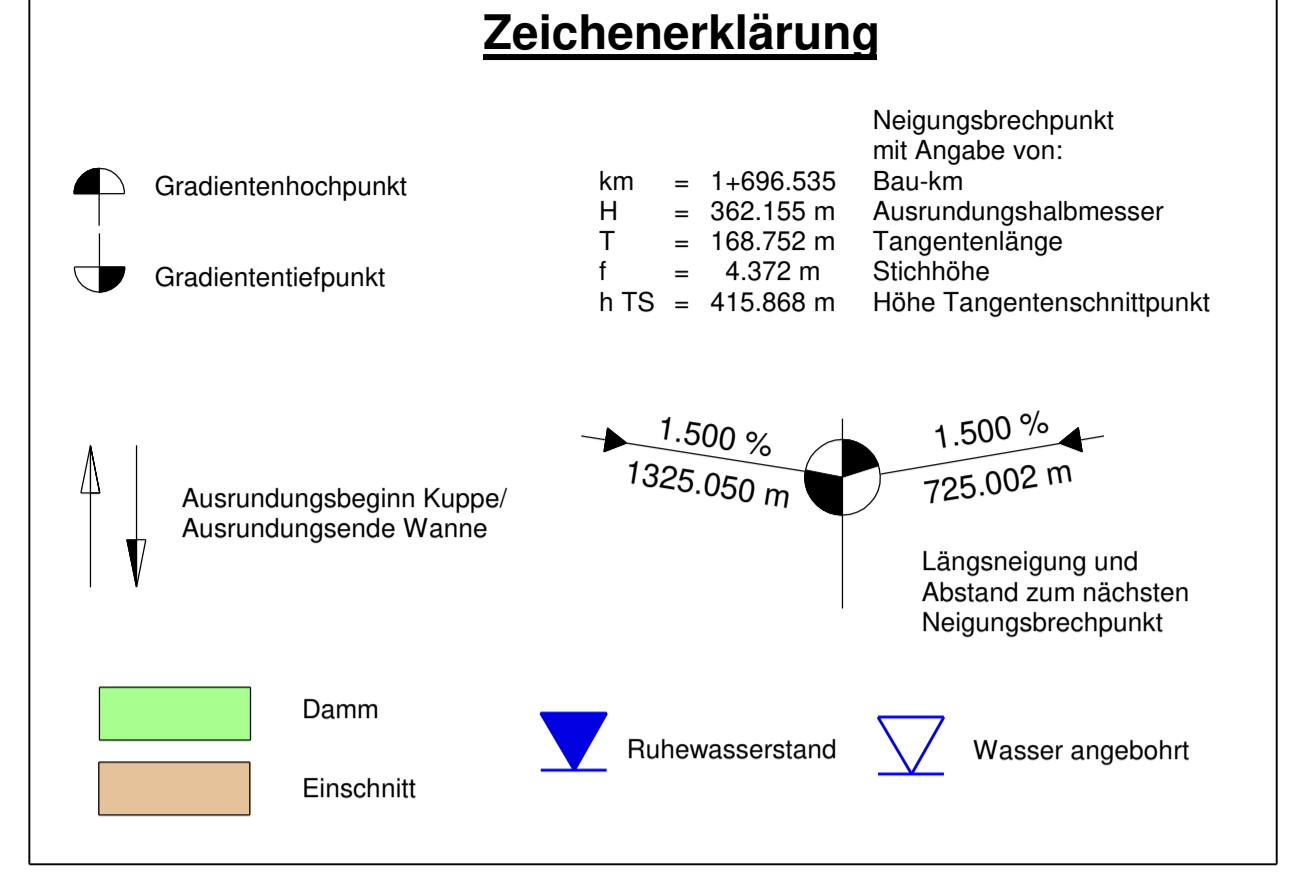 Zeichenerklärung
Gradientenhochpunkt
Gradiententiefpunkt
Neigungsbrechpunkt
mit Angabe von:
km = 1+696.535 Bau-km
H = 362.155 m Ausrundungshalbmesser
T = 168.752 m Tangentenlänge
f = 4.372 m Stichhöhe
h TS = 415.868 m Höhe Tangentenschnittpunkt
Ausrundungsbeginn Kuppe/
Ausrundungsende Wanne
1.500 %
1325.050 m
1.500 %
725.002 m
Längsneigung und
Abstand zum nächsten
Neigungsbrechpunkt
Damm
Einschnitt
Ruhewasserstand
Wasser angebohrt